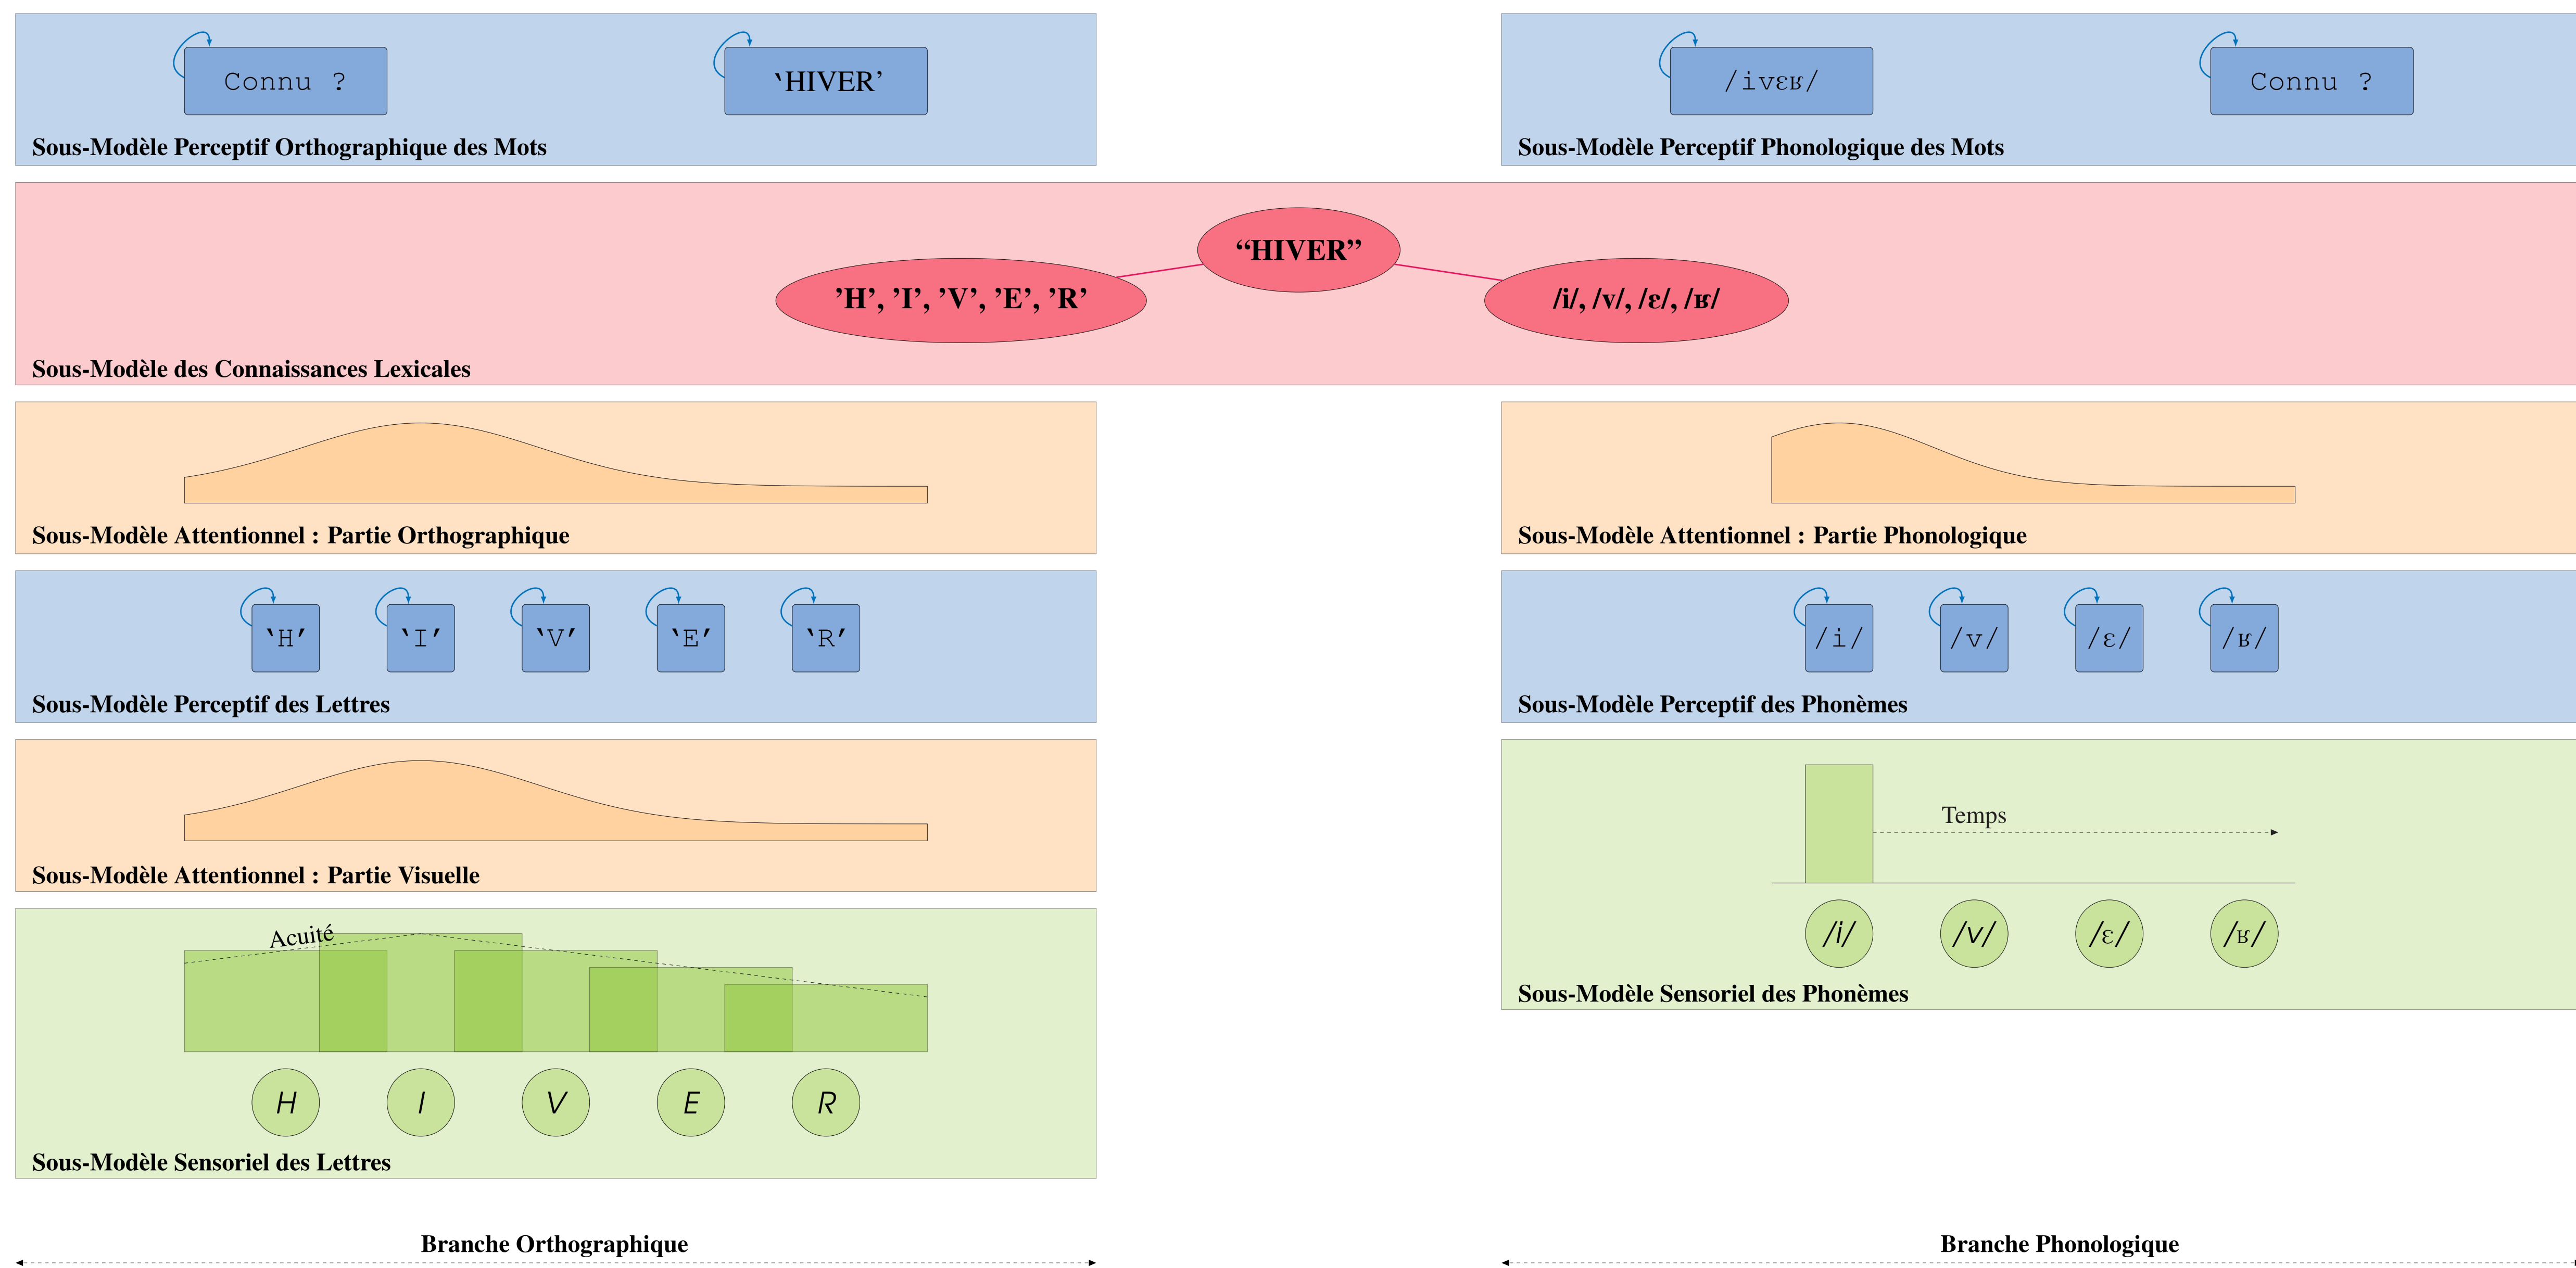 Connu ?
‘HIVER’
Sous-Modèle Perceptif Orthographique des Mots
/ivɛʁ/
Connu ?
Sous-Modèle Perceptif Phonologique des Mots
“HIVER”
’H’, ’I’, ’V’, ’E’, ’R’
/i/, /v/, /ɛ/, /ʁ/
Sous-Modèle des Connaissances Lexicales
Sous-Modèle Attentionnel : Partie Orthographique
Sous-Modèle Attentionnel : Partie Phonologique
‘H’ ‘I’ ‘V’ ‘E’ ‘R’
Sous-Modèle Perceptif des Lettres
/i/ /v/ /ɛ/ /ʁ/
Sous-Modèle Perceptif des Phonèmes
Sous-Modèle Attentionnel : Partie Visuelle
Temps
/i/ /v/ /ɛ/ /ʁ/
Sous-Modèle Sensoriel des Phonèmes
Acuité
H I V E R
Sous-Modèle Sensoriel des Lettres
Branche Orthographique
Branche Phonologique